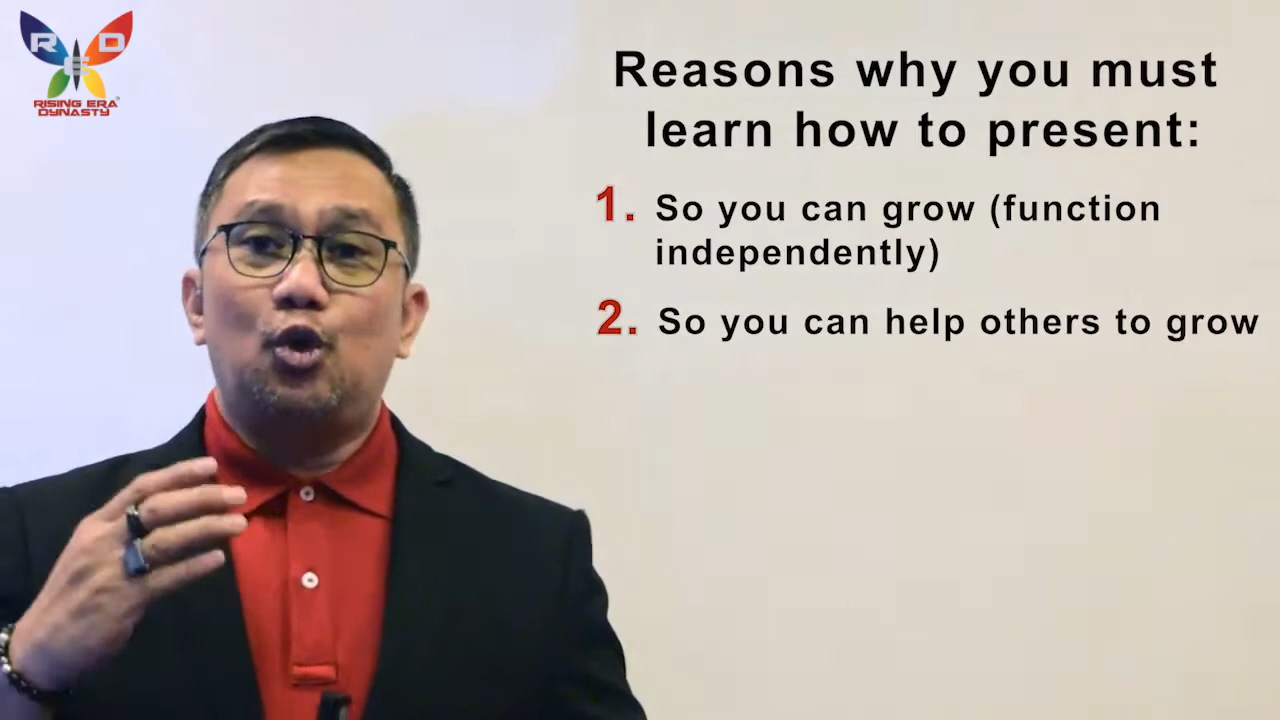 R D
RISING ERA
DYNASTY
Reasons why you must
learn how to present:
1. So you can grow (function
independently)
2. So you can help others to grow